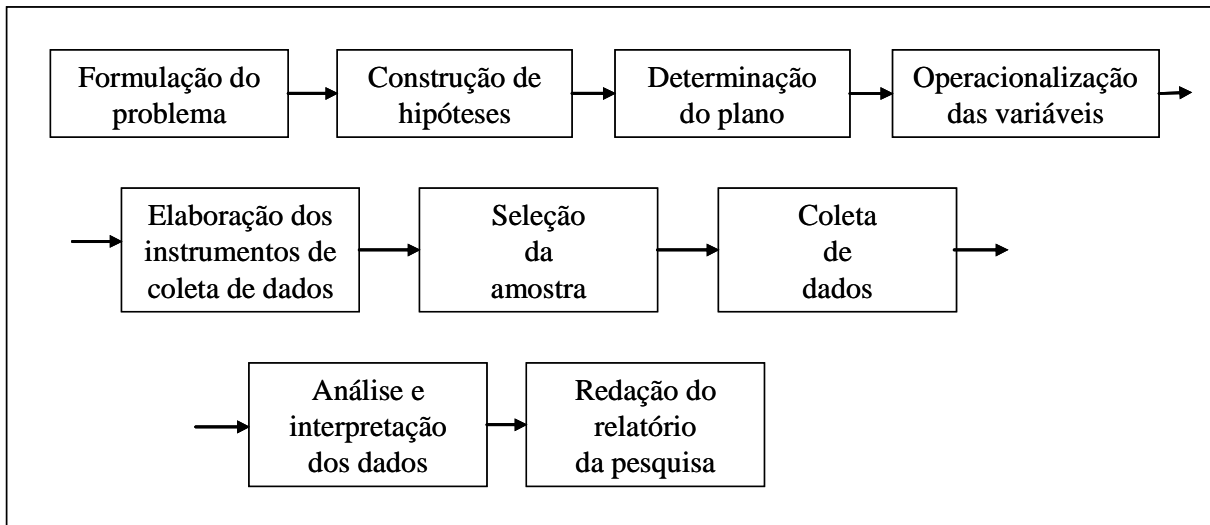 Formulação do
problema
Construção de
hipóteses
Determinação
do plano
Operacionalização
das variáveis
Elaboração dos
instrumentos de
coleta de dados
Seleção
da
amostra
Coleta
de
dados
Análise e
interpretação
dos dados
Redação do
relatório
da pesquisa